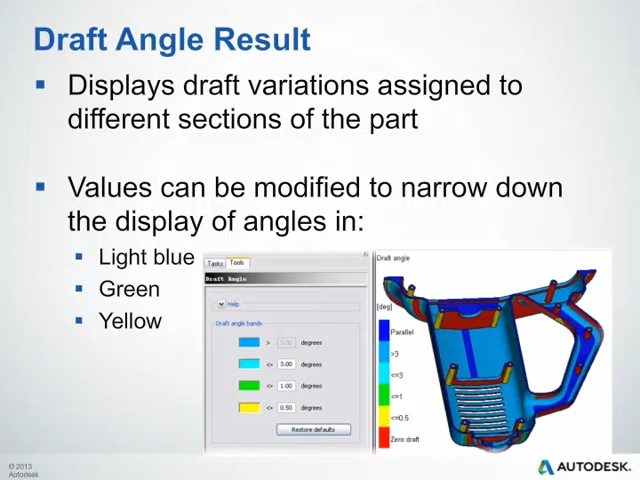 Draft Angle Result
Displays draft variations assigned to
different sections of the part
Values can be modified to narrow down
the display of angles in:
Light blue
Green
Yellow
Tasks Tools
Draft Angle
Help
Draft angle bands
> 3.00 degrees
<= 3.00 degrees
<= 1.00 degrees
<= 0.50 degrees
Restore defaults
Draft angle
[deg]
Parallel
>3
<=3
<=1
<=0.5
Zero draft
© 2013
Autodesk
AUTODESK.